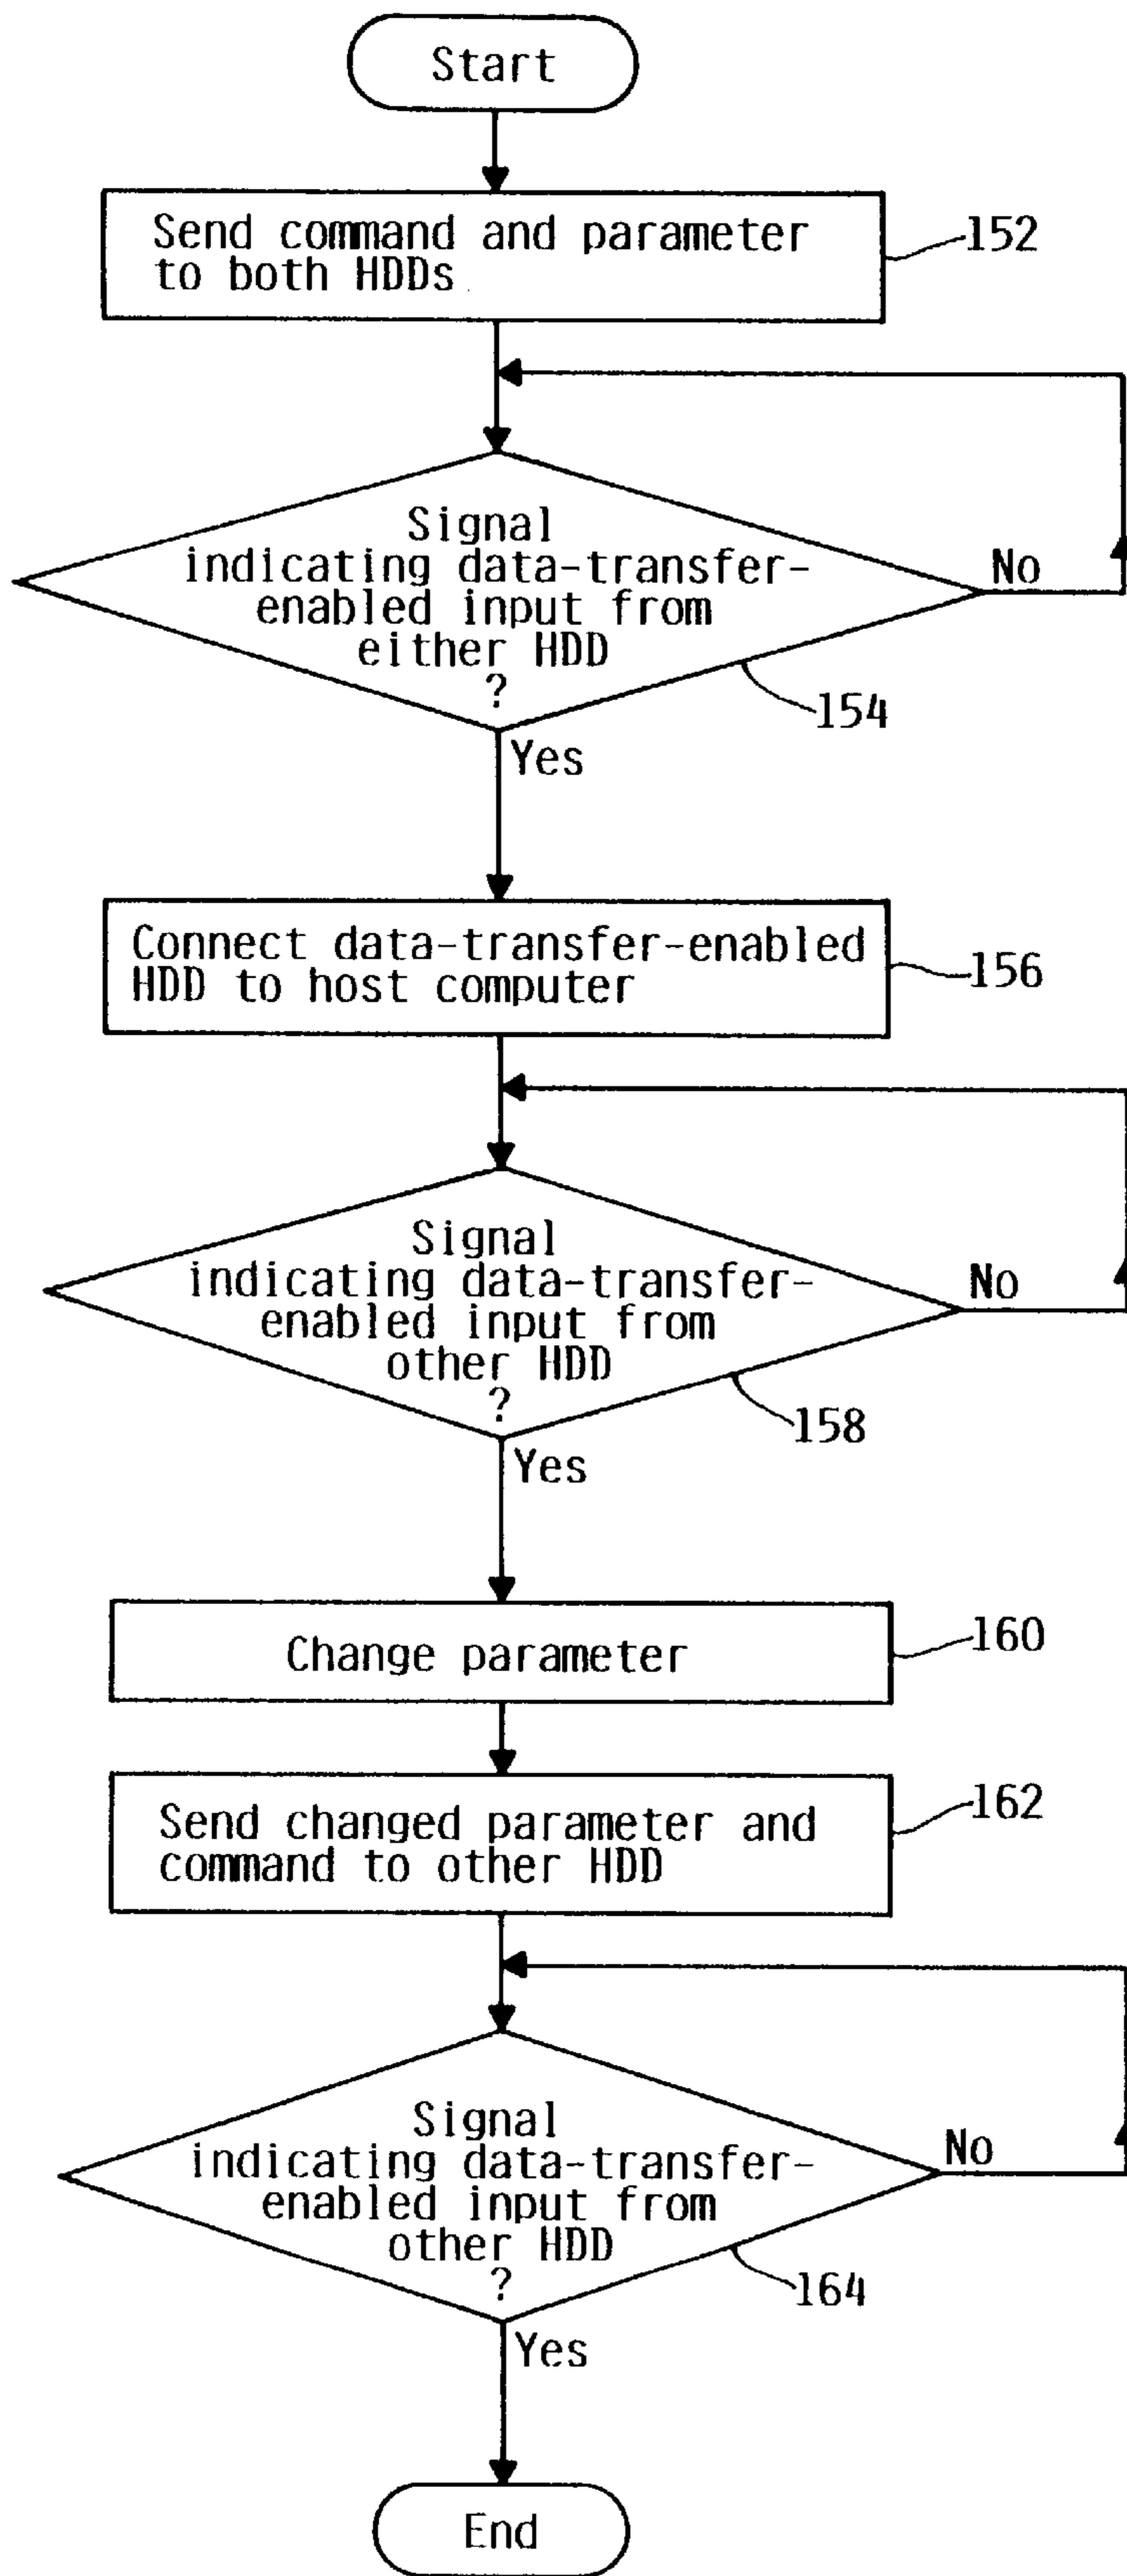 Start
Send command and parameter
to both HDDs
152
Signal
indicating data-transfer-
enabled input from
either HDD
?
No
154
Yes
Connect data-transfer-enabled
HDD to host computer
156
Signal
indicating data-transfer-
enabled input from
other HDD
?
No
158
Yes
Change parameter
160
Send changed parameter and
command to other HDD
162
Signal
indicating data-transfer-
enabled input from
other HDD
?
No
164
Yes
End